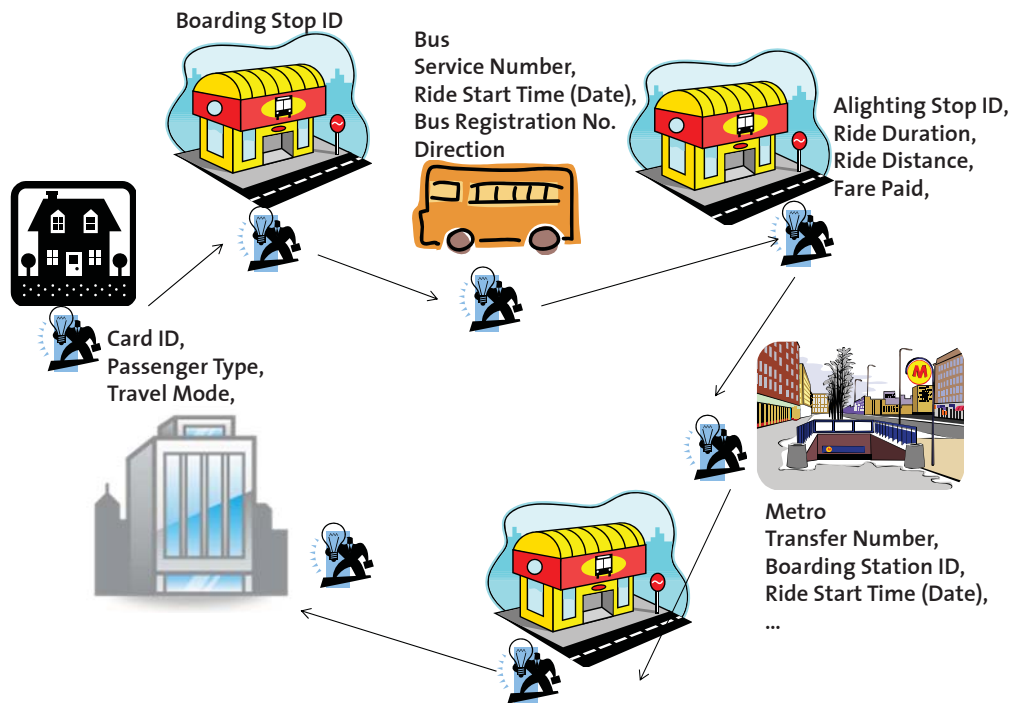 Boarding Stop ID
Bus
Service Number,
Ride Start Time (Date),
Bus Registration No.
Direction
Alighting Stop ID,
Ride Duration,
Ride Distance,
Fare Paid,
Card ID,
Passenger Type,
Travel Mode,
M
Metro
Transfer Number,
Boarding Station ID,
Ride Start Time (Date),
...